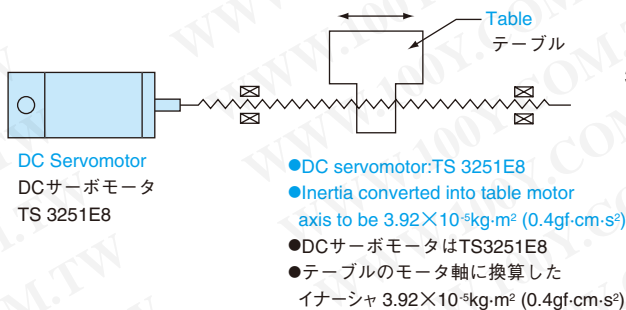 Table
テーブル
DC Servomotor
DCサーボモータ
TS 3251E8
●DC servomotor:TS 3251E8
●Inertia converted into table motor
axis to be 3.92×10⁻⁵kg·m² (0.4gf·cm·s²)
●DCサーボモータはTS3251E8
●テーブルのモータ軸に換算した
イナーシャ 3.92×10⁻⁵kg·m² (0.4gf·cm·s²)
WWW.100Y.COM.TW